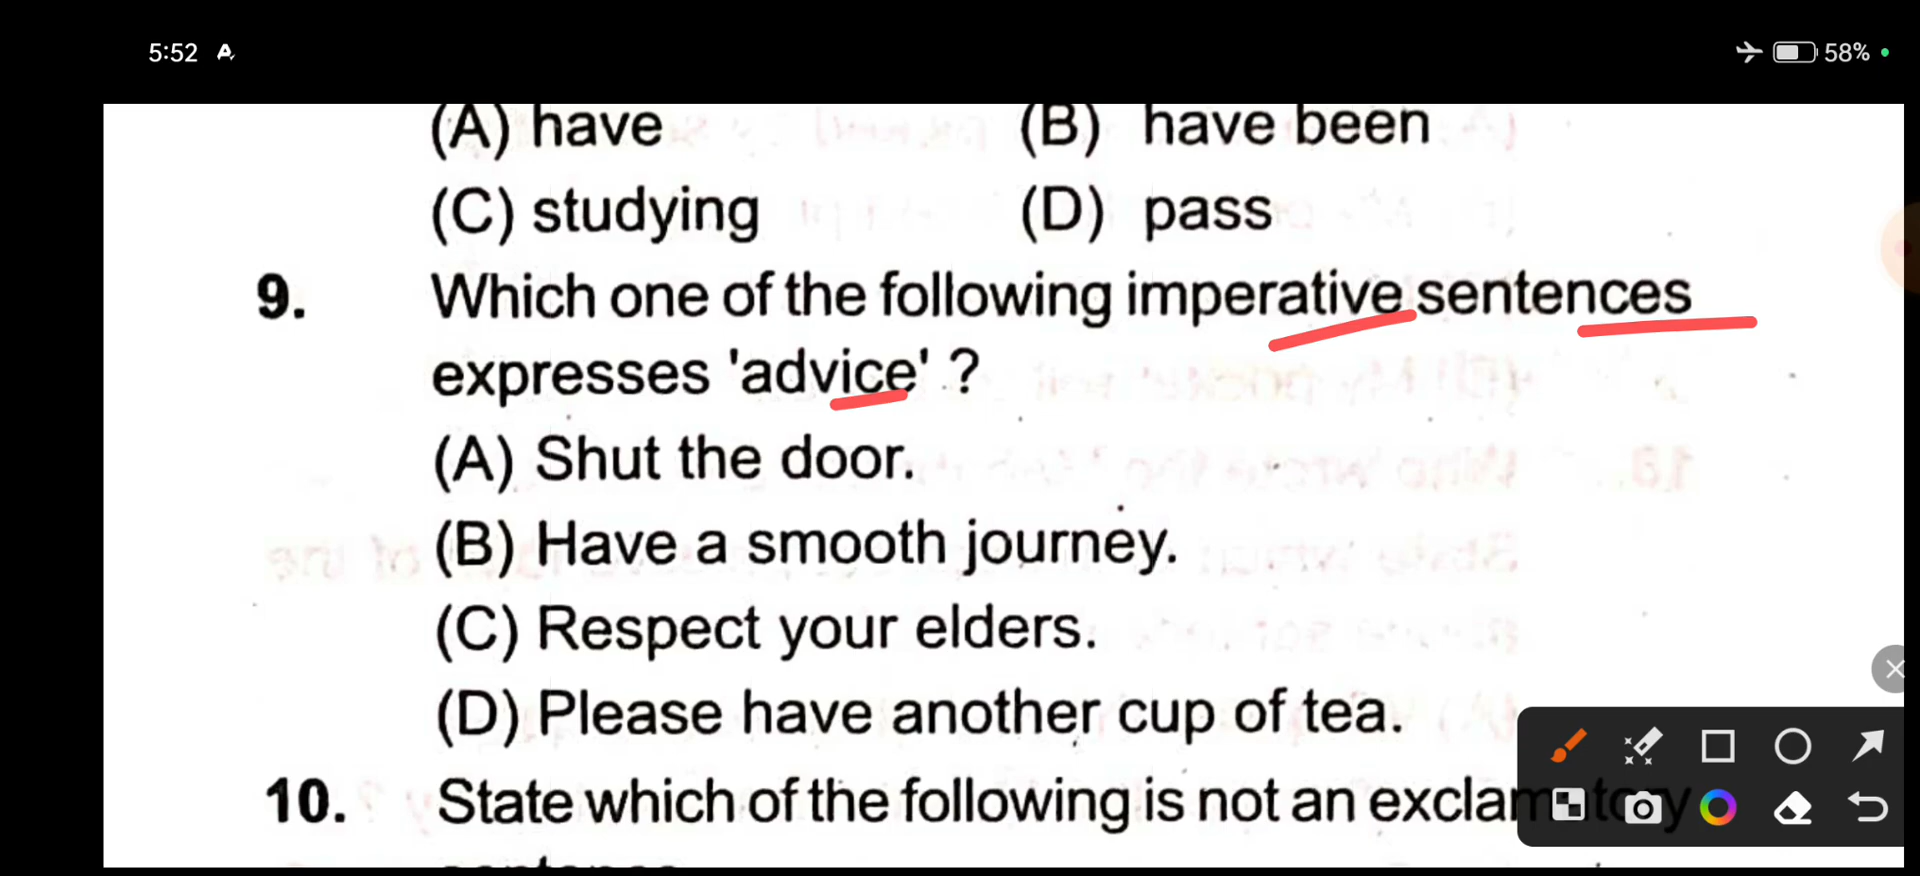 5:52 58%
(A) have (B) have been
(C) studying (D) pass
9. Which one of the following imperative sentences
expresses 'advice' ?
(A) Shut the door.
(B) Have a smooth journey.
(C) Respect your elders.
(D) Please have another cup of tea.
10. State which of the following is not an exclamatory